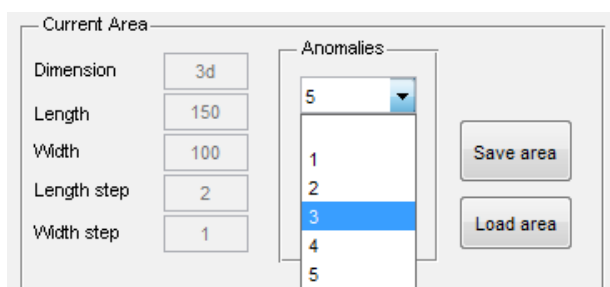 Current Area
Dimension 3d
Length 150
Width 100
Length step 2
Width step 1
Anomalies
5
1
2
3
4
5
Save area
Load area